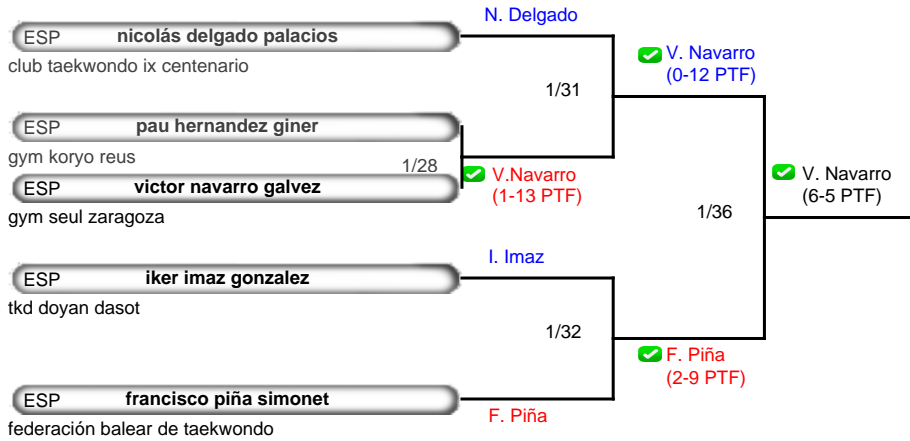 N. Delgado
ESP nicolás delgado palacios
club taekwondo ix centenario
V. Navarro
(0-12 PTF)
1/31
ESP pau hernandez giner
gym koryo reus
1/28
V.Navarro
(1-13 PTF)
ESP victor navarro galvez
gym seul zaragoza
V. Navarro
(6-5 PTF)
1/36
I. Imaz
ESP iker imaz gonzalez
tkd doyan dasot
1/32
F. Piña
(2-9 PTF)
ESP francisco piña simonet
F. Piña
federación balear de taekwondo